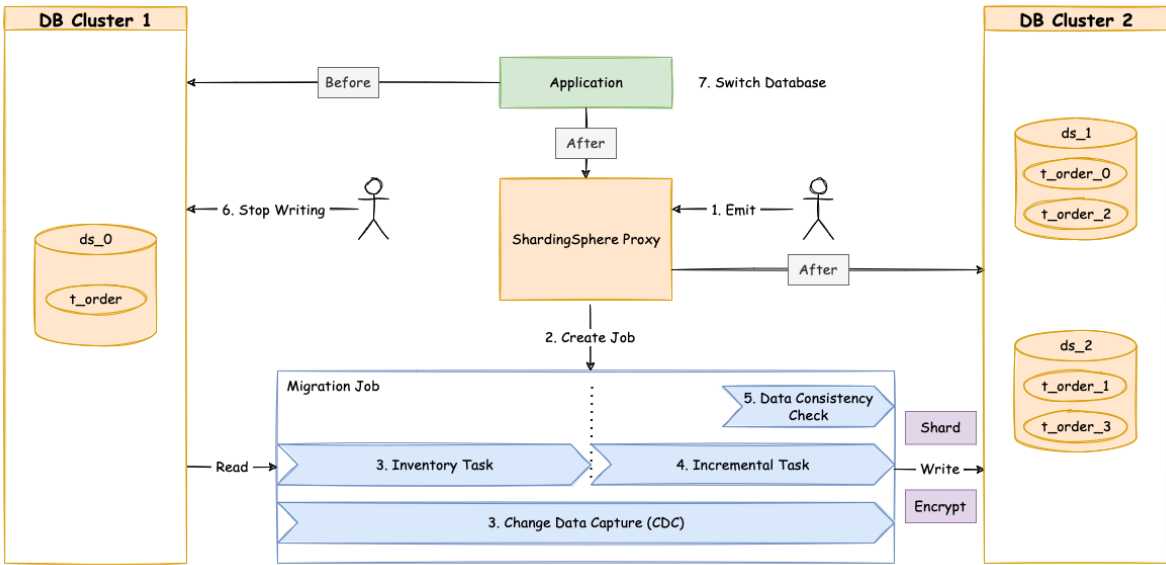 DB Cluster 1
DB Cluster 2
Before
Application
7. Switch Database
After
ds_1
t_order_0
t_order_2
6. Stop Writing
1. Emit
ShardingSphere Proxy
After
ds_0
t_order
2. Create Job
ds_2
t_order_1
t_order_3
Migration Job
5. Data Consistency
Check
Shard
Read
3. Inventory Task
4. Incremental Task
Write
Encrypt
3. Change Data Capture (CDC)